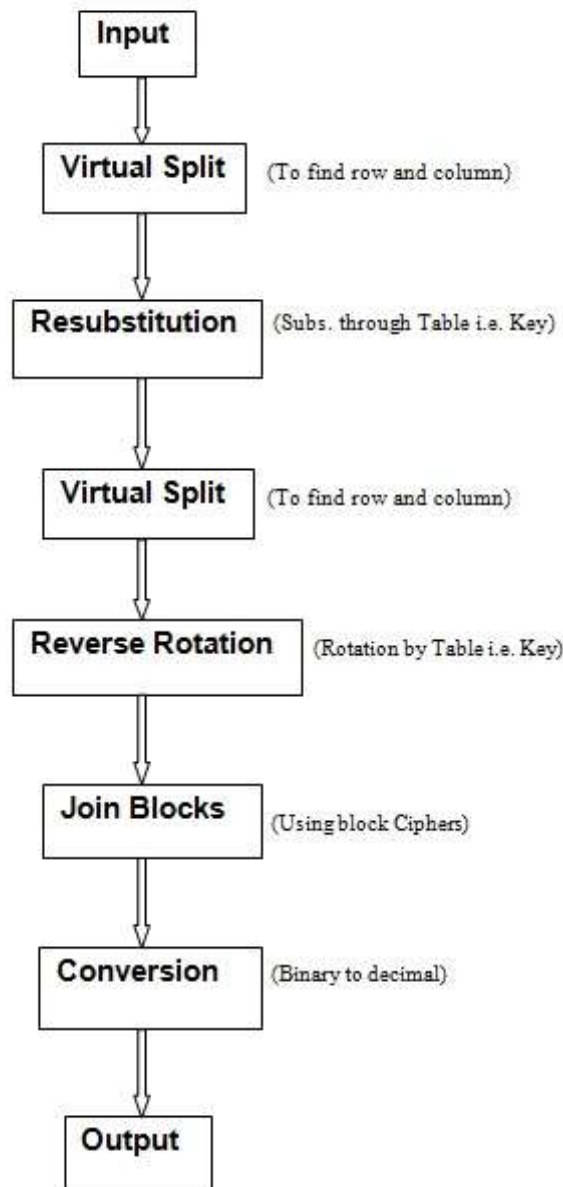 Input
Virtual Split
(To find row and column)
Resubstitution
(Subs. through Table i.e. Key)
Virtual Split
(To find row and column)
Reverse Rotation
(Rotation by Table i.e. Key)
Join Blocks
(Using block Ciphers)
Conversion
(Binary to decimal)
Output